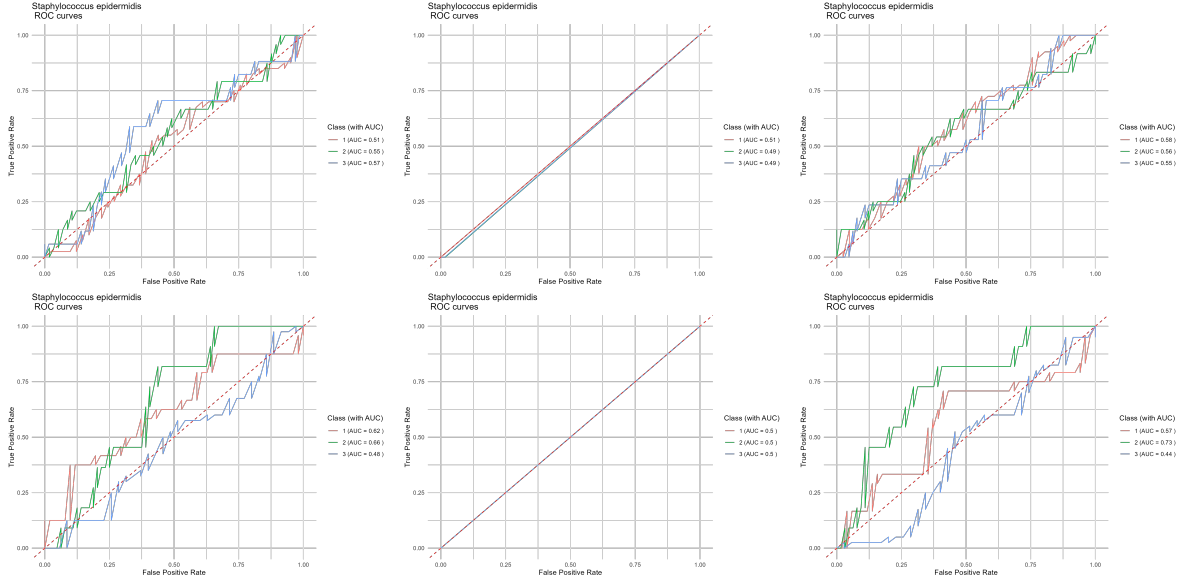 Staphylococcus epidermidis
ROC curves
True Positive Rate
1.00
0.75
0.50
0.25
0.00
0.00 0.25 0.50 0.75 1.00
False Positive Rate
Class (with AUC)
1 (AUC = 0.51 )
2 (AUC = 0.55 )
3 (AUC = 0.57 )
Staphylococcus epidermidis
ROC curves
True Positive Rate
1.00
0.75
0.50
0.25
0.00
0.00 0.25 0.50 0.75 1.00
False Positive Rate
Class (with AUC)
1 (AUC = 0.51 )
2 (AUC = 0.49 )
3 (AUC = 0.49 )
Staphylococcus epidermidis
ROC curves
True Positive Rate
1.00
0.75
0.50
0.25
0.00
0.00 0.25 0.50 0.75 1.00
False Positive Rate
Class (with AUC)
1 (AUC = 0.58 )
2 (AUC = 0.56 )
3 (AUC = 0.55 )
Staphylococcus epidermidis
ROC curves
True Positive Rate
1.00
0.75
0.50
0.25
0.00
0.00 0.25 0.50 0.75 1.00
False Positive Rate
Class (with AUC)
1 (AUC = 0.62 )
2 (AUC = 0.66 )
3 (AUC = 0.48 )
Staphylococcus epidermidis
ROC curves
True Positive Rate
1.00
0.75
0.50
0.25
0.00
0.00 0.25 0.50 0.75 1.00
False Positive Rate
Class (with AUC)
1 (AUC = 0.5 )
2 (AUC = 0.5 )
3 (AUC = 0.5 )
Staphylococcus epidermidis
ROC curves
True Positive Rate
1.00
0.75
0.50
0.25
0.00
0.00 0.25 0.50 0.75 1.00
False Positive Rate
Class (with AUC)
1 (AUC = 0.57 )
2 (AUC = 0.73 )
3 (AUC = 0.44 )